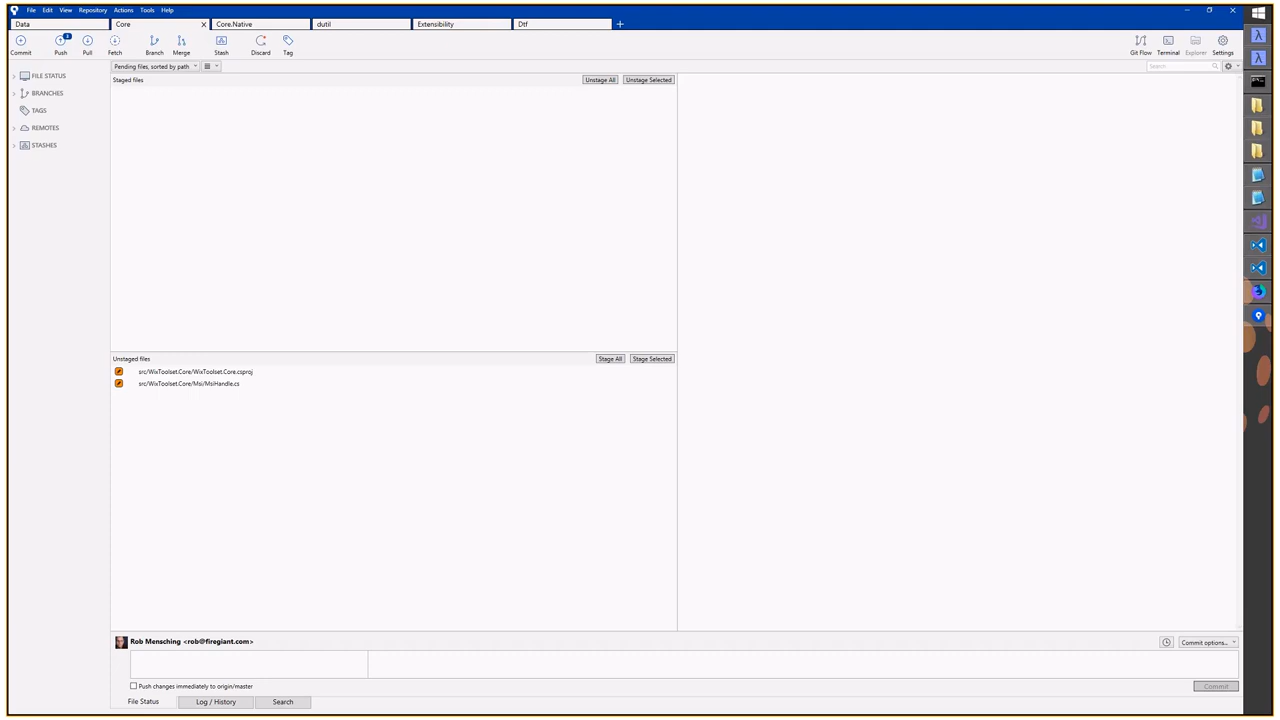 File Edit View Repository Actions Tools Help
Data Core Core.Native dutil Extensibility Dtf
Commit Push Pull Fetch Branch Merge Stash Discard Tag Git Flow Terminal Explorer Settings
Pending files, sorted by path Search
FILE STATUS
BRANCHES
TAGS
REMOTES
STASHES
Staged files Unstage All Unstage Selected
Unstaged files Stage All Stage Selected
src/WixToolset.Core/WixToolset.Core.csproj
src/WixToolset.Core/Msi/MsiHandle.cs
Rob Mensching <rob@firegiant.com> Commit options...
Push changes immediately to origin/master Commit
File Status Log / History Search